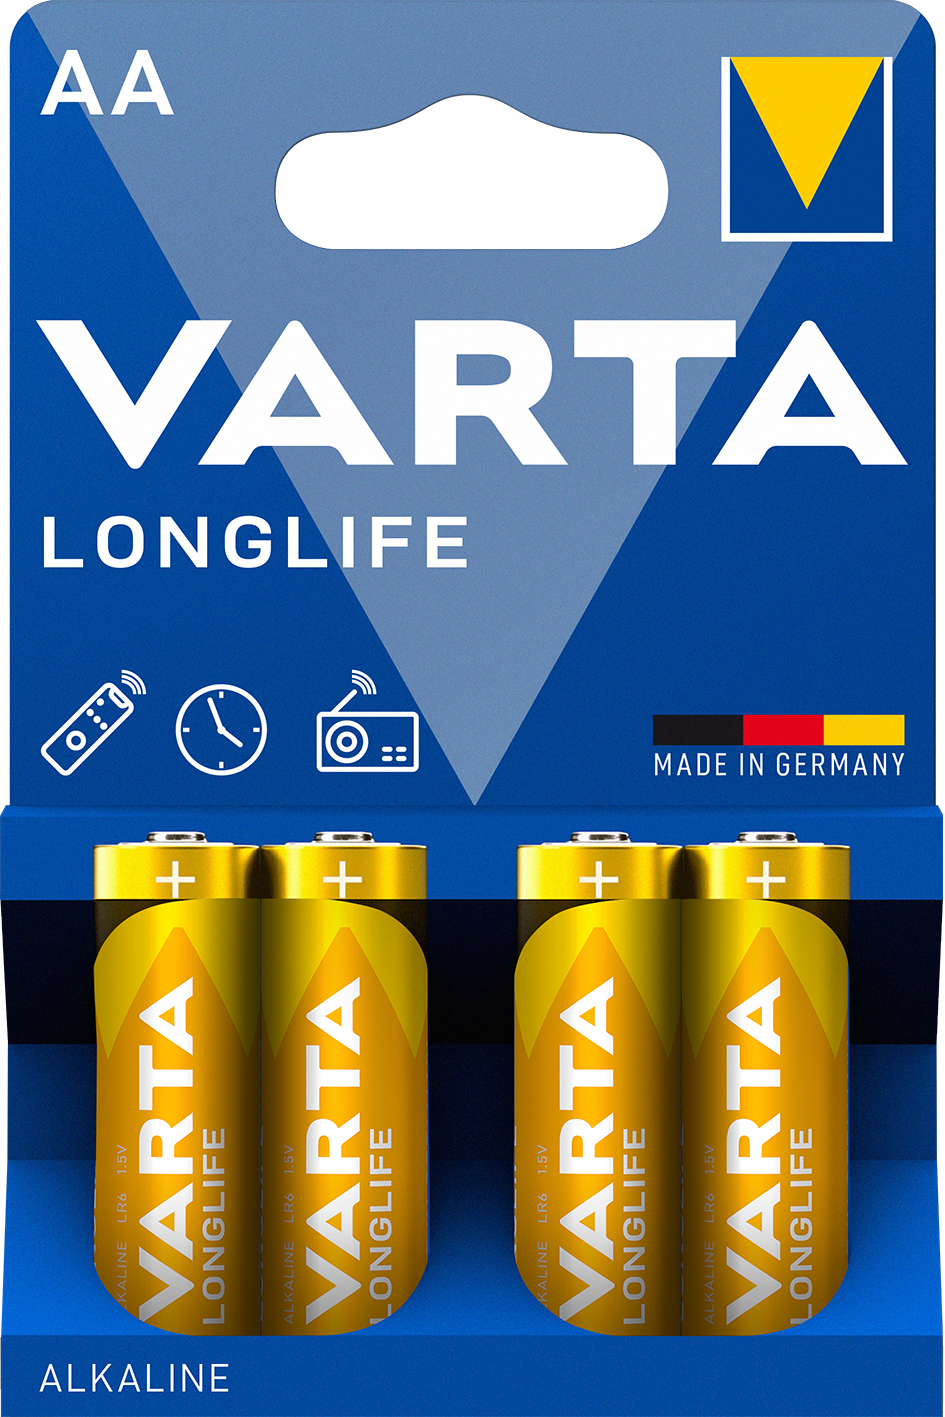 AA
VARTA
LONGLIFE
MADE IN GERMANY
+
+
+
+
VARTA
LONGLIFE
ALKALINE LR6 1.5V
VARTA
LONGLIFE
ALKALINE LR6 1.5V
VARTA
LONGLIFE
ALKALINE LR6 1.5V
VARTA
LONGLIFE
ALKALINE LR6 1.5V
ALKALINE